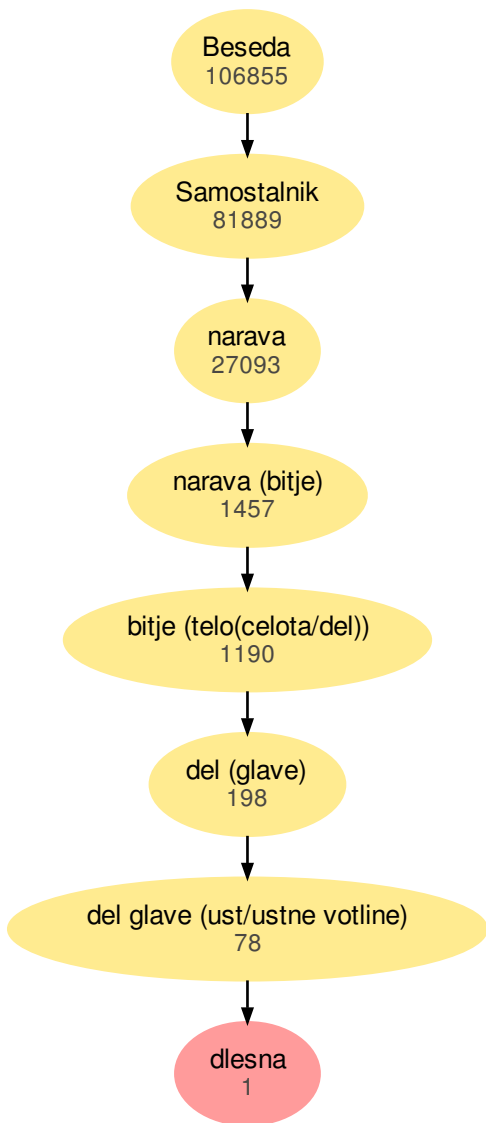 Beseda
106855
Samostalnik
81889
narava
27093
narava (bitje)
1457
bitje (telo(celota/del))
1190
del (glave)
198
del glave (ust/ustne votline)
78
dlesna
1